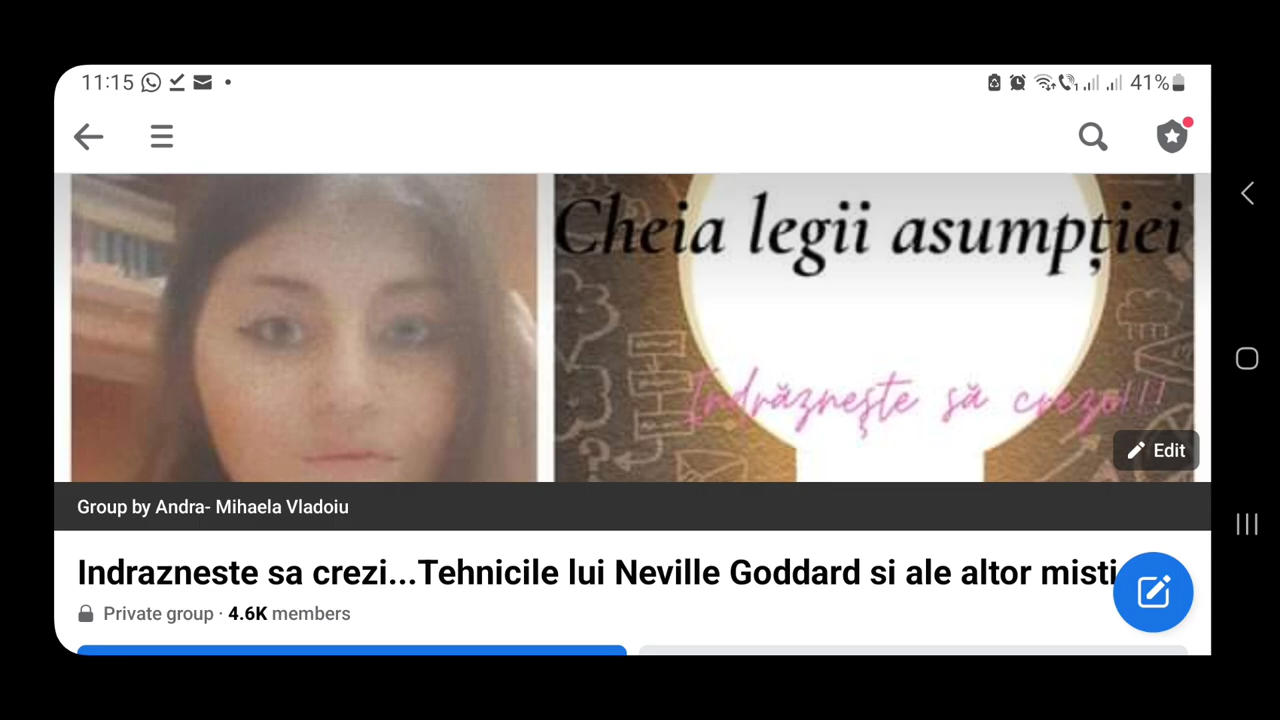 11:15
41%
Cheia legii asumpției
Îndrăznește să crezi!!!
Edit
Group by Andra- Mihaela Vladoiu
Indrazneste sa crezi...Tehnicile lui Neville Goddard si ale altor misti
Private group · 4.6K members